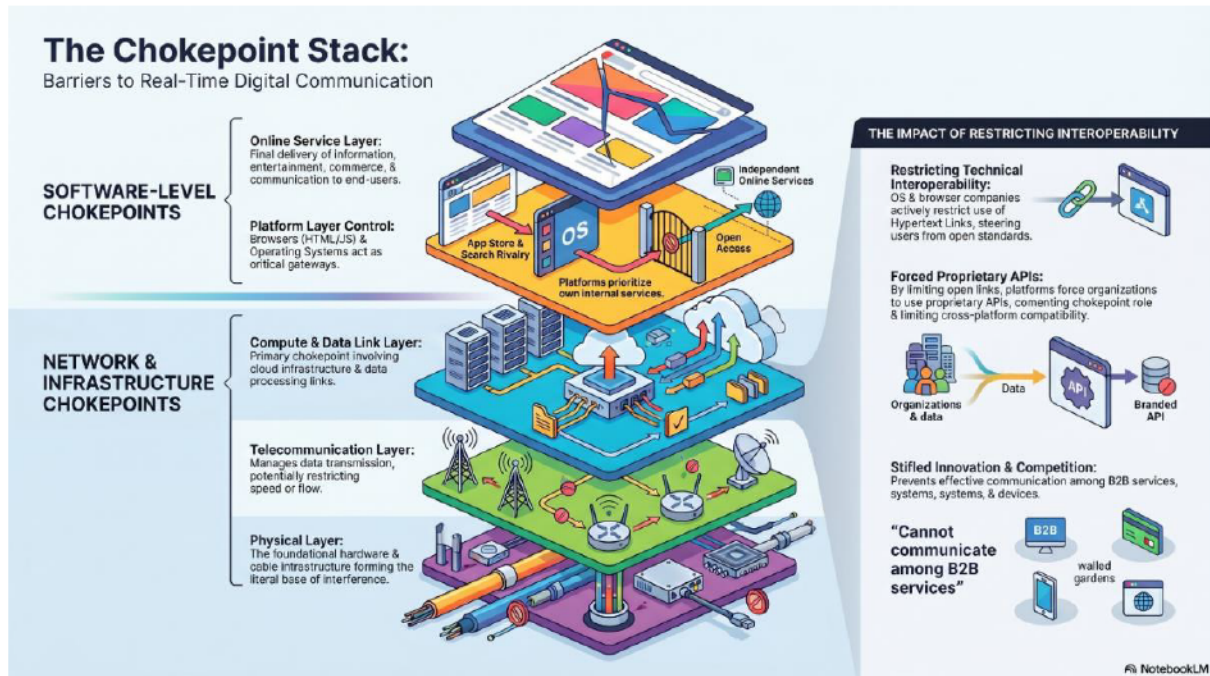 The Chokepoint Stack:
Barriers to Real-Time Digital Communication
SOFTWARE-LEVEL
CHOKEPOINTS
Online Service Layer:
Final delivery of information,
entertainment, commerce, &
communication to end-users.
Platform Layer Control:
Browsers (HTML/JS) &
Operating Systems act as
critical gateways.
Independent
Online Services
OS
App Store &
Search Rivalry
Open
Access
Platforms prioritize
own internal services.
NETWORK &
INFRASTRUCTURE
CHOKEPOINTS
Compute & Data Link Layer:
Primary chokepoint involving
cloud infrastructure & data
processing links.
Telecommunication Layer:
Manages data transmission,
potentially restricting
speed or flow.
Physical Layer:
The foundational hardware &
cable infrastructure forming the
literal base of interference.
THE IMPACT OF RESTRICTING INTEROPERABILITY
Restricting Technical
Interoperability:
OS & browser companies
actively restrict use of
Hypertext Links, steering
users from open standards.
Forced Proprietary APIs:
By limiting open links, platforms force organizations
to use proprietary APIs, comenting chokepoint role
& limiting cross-platform compatibility.
Organizations
& data
Data
API
Branded
API
Stifled Innovation & Competition:
Prevents effective communication among B2B services,
systems, systems, & devices.
"Cannot
communicate
among B2B
services"
B2B
walled
gardens
NotebookLM